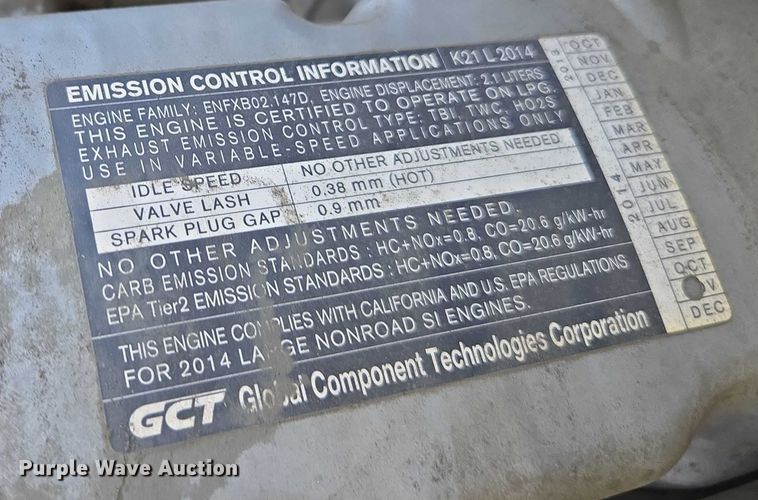 EMISSION CONTROL INFORMATION K21 L 2014
ENGINE FAMILY: ENFXB02.147D, ENGINE DISPLACEMENT: 2.1 LITERS
THIS ENGINE IS CERTIFIED TO OPERATE ON LPG.
EXHAUST EMISSION CONTROL TYPE: TBI, TWC, HO2S
USE IN VARIABLE-SPEED APPLICATIONS ONLY
IDLE SPEED NO OTHER ADJUSTMENTS NEEDED
VALVE LASH 0.38 mm (HOT)
SPARK PLUG GAP 0.9 mm
NO OTHER ADJUSTMENTS NEEDED.
CARB EMISSION STANDARDS : HC+NOx=0.8, CO=20.6 g/kW-hr
EPA Tier2 EMISSION STANDARDS : HC+NOx=0.8, CO=20.6 g/kW-hr
THIS ENGINE COMPLIES WITH CALIFORNIA AND U.S. EPA REGULATIONS
FOR 2014 LARGE NONROAD SI ENGINES.
GCT Global Component Technologies Corporation
2013
OCT
NOV
DEC
2014
JAN
FEB
MAR
APR
MAY
JUN
JUL
AUG
SEP
OCT
V
DEC
Purple Wave Auction